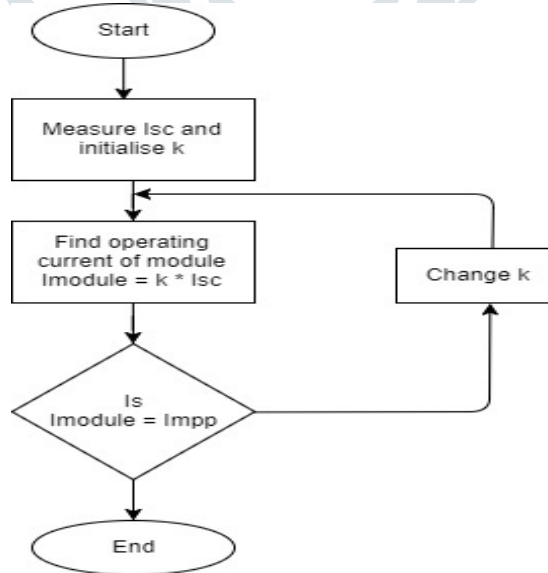 Start
Measure Isc and
initialise k
Find operating
current of module
Imodule = k * Isc
Change k
Is
Imodule = Impp
End